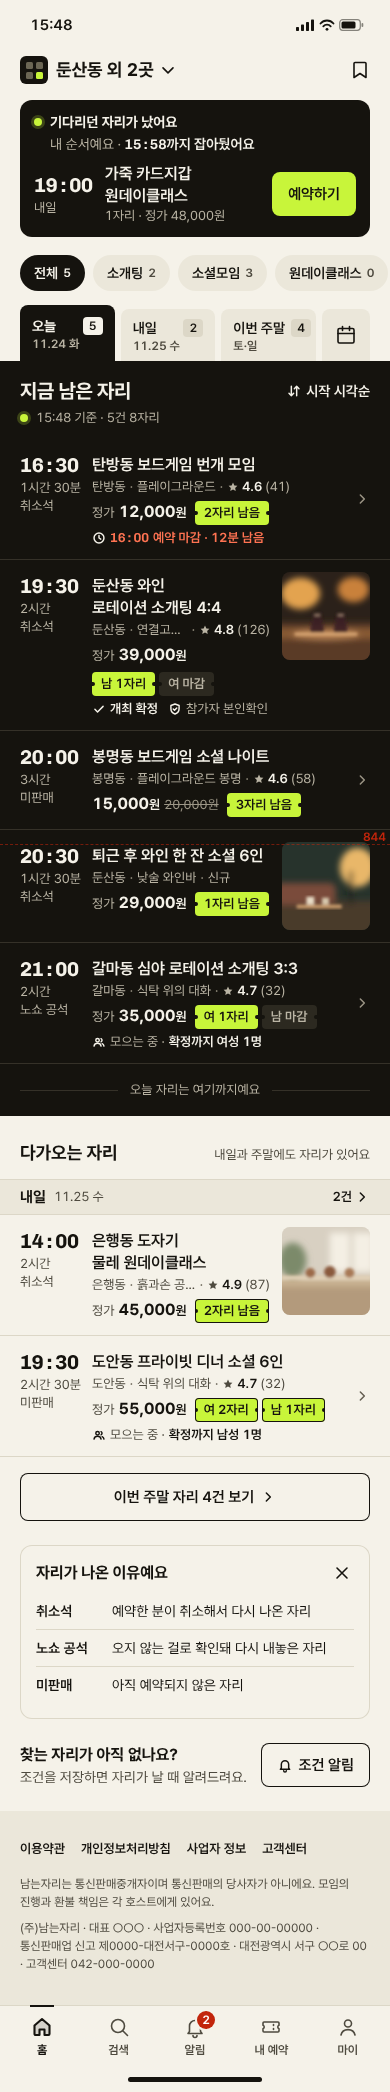 15:48
둔산동 외 2곳
기다리던 자리가 났어요
내 순서예요 · 15:58까지 잡아뒀어요
19:00
내일
가죽 카드지갑
원데이클래스
1자리 · 정가 48,000원
예약하기
전체 5
소개팅 2
소셜모임 3
원데이클래스 0
오늘 5
11.24 화
내일 2
11.25 수
이번 주말 4
토·일
지금 남은 자리
시작 시각순
15:48 기준 · 5건 8자리
16:30
1시간 30분
취소석
탄방동 보드게임 번개 모임
탄방동 · 플레이그라운드 · ★ 4.6 (41)
정가 12,000원 2자리 남음
16:00 예약 마감 · 12분 남음
19:30
2시간
취소석
둔산동 와인
로테이션 소개팅 4:4
둔산동 · 연결고… · ★ 4.8 (126)
정가 39,000원
남 1자리 여 마감
개최 확정 참가자 본인확인
20:00
3시간
미판매
봉명동 보드게임 소셜 나이트
봉명동 · 플레이그라운드 봉명 · ★ 4.6 (58)
15,000원 20,000원 3자리 남음
844
20:30
1시간 30분
취소석
퇴근 후 와인 한 잔 소셜 6인
둔산동 · 낮술 와인바 · 신규
정가 29,000원 1자리 남음
21:00
2시간
노쇼 공석
갈마동 심야 로테이션 소개팅 3:3
갈마동 · 식탁 위의 대화 · ★ 4.7 (32)
정가 35,000원 여 1자리 남 마감
모으는 중 · 확정까지 여성 1명
오늘 자리는 여기까지예요
다가오는 자리
내일과 주말에도 자리가 있어요
내일 11.25 수
2건
14:00
2시간
취소석
은행동 도자기
물레 원데이클래스
은행동 · 흙과손 공… · ★ 4.9 (87)
정가 45,000원 2자리 남음
19:30
2시간 30분
미판매
도안동 프라이빗 디너 소셜 6인
도안동 · 식탁 위의 대화 · ★ 4.7 (32)
정가 55,000원 여 2자리 남 1자리
모으는 중 · 확정까지 남성 1명
이번 주말 자리 4건 보기
자리가 나온 이유예요
취소석 예약한 분이 취소해서 다시 나온 자리
노쇼 공석 오지 않는 걸로 확인돼 다시 내놓은 자리
미판매 아직 예약되지 않은 자리
찾는 자리가 아직 없나요?
조건을 저장하면 자리가 날 때 알려드려요.
조건 알림
이용약관 개인정보처리방침 사업자 정보 고객센터
남는자리는 통신판매중개자이며 통신판매의 당사자가 아니에요. 모임의
진행과 환불 책임은 각 호스트에게 있어요.
(주)남는자리 · 대표 ○○○ · 사업자등록번호 000-00-00000 ·
통신판매업 신고 제0000-대전서구-0000호 · 대전광역시 서구 ○○로 00
· 고객센터 042-000-0000
홈
검색
2
알림
내 예약
마이